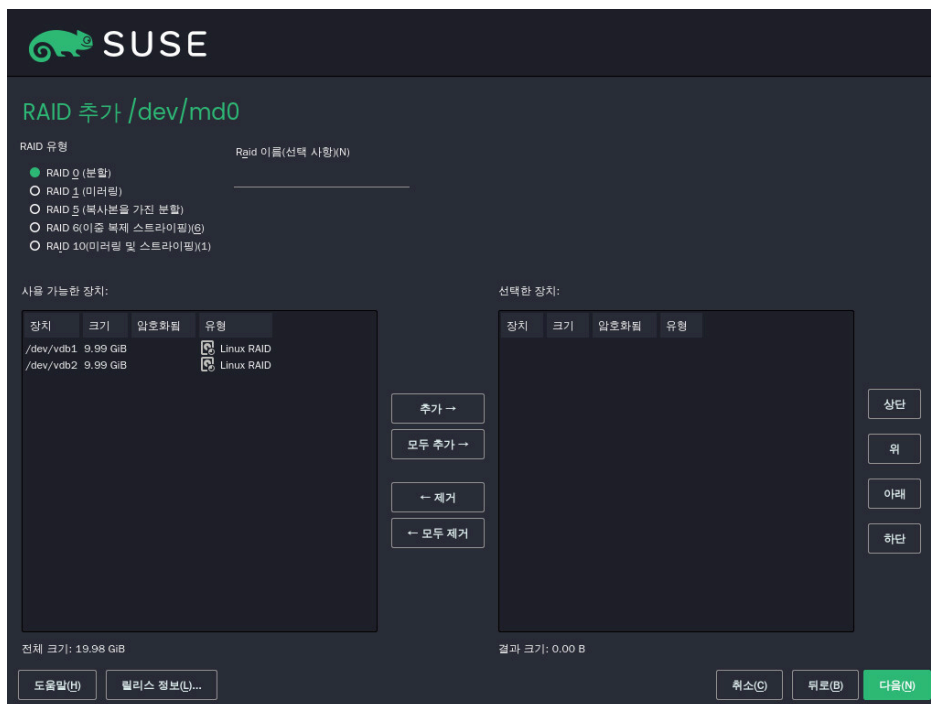 SUSE
RAID 추가 /dev/md0
RAID 유형
Raid 이름(선택 사항)(N)
RAID 0 (분할)
RAID 1 (미러링)
RAID 5 (복사본을 가진 분할)
RAID 6(이중 복제 스트라이핑)(6)
RAID 10(미러링 및 스트라이핑)(1)
사용 가능한 장치:
장치 크기 암호화됨 유형
/dev/vdb1 9.99 GiB Linux RAID
/dev/vdb2 9.99 GiB Linux RAID
전체 크기: 19.98 GiB
추가 →
모두 추가 →
← 제거
← 모두 제거
선택한 장치:
장치 크기 암호화됨 유형
결과 크기: 0.00 B
상단
위
아래
하단
도움말(H)
릴리스 정보(L)...
취소(C)
뒤로(B)
다음(N)